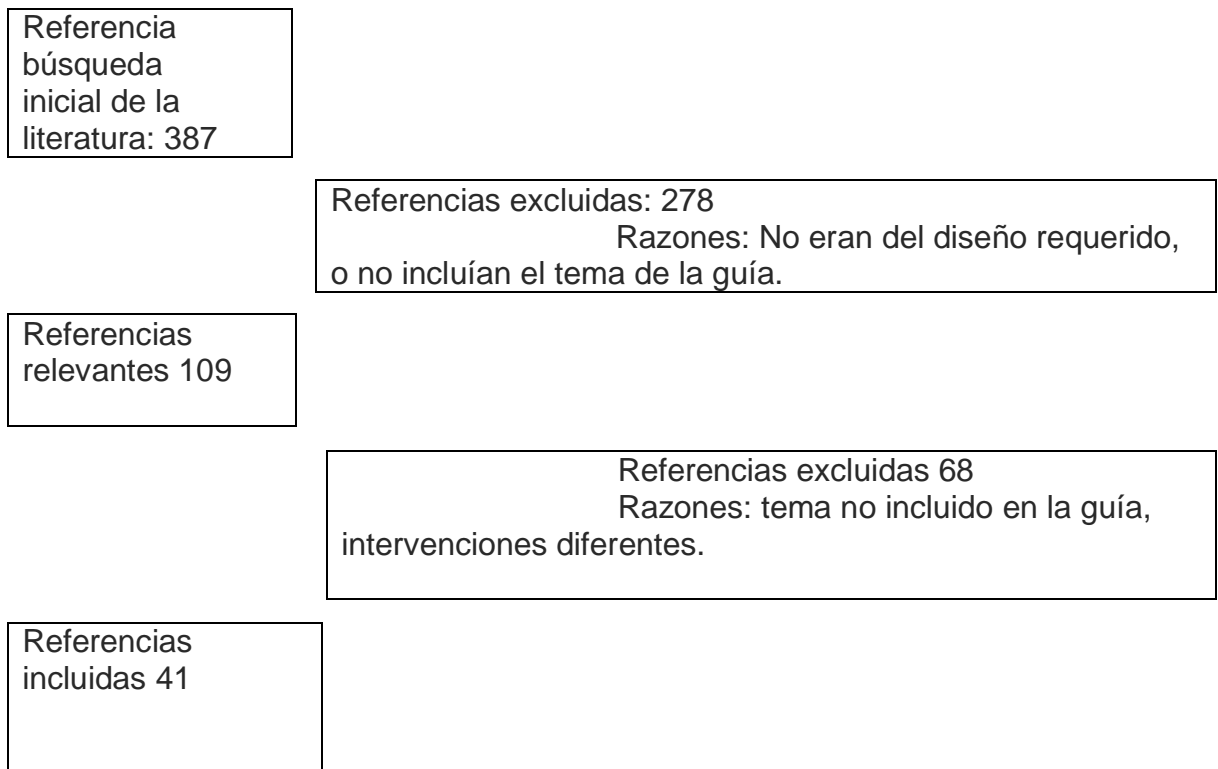 Referencia
búsqueda
inicial de la
literatura: 387
Referencias excluidas: 278
Razones: No eran del diseño requerido,
o no incluían el tema de la guía.
Referencias
relevantes 109
Referencias excluidas 68
Razones: tema no incluido en la guía,
intervenciones diferentes.
Referencias
incluidas 41